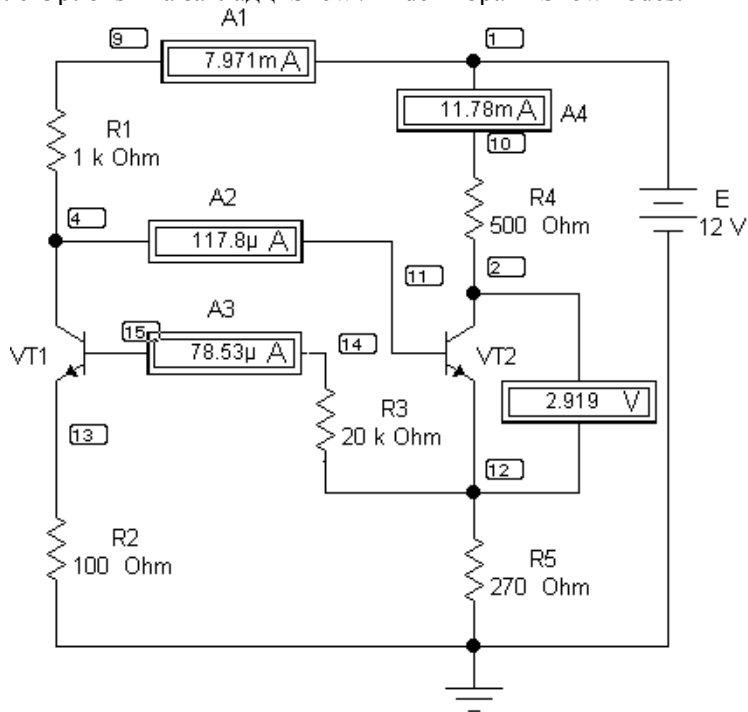 A1
9
7.971m A
1
11.78m A
A4
10
R1
1 k Ohm
R4
500 Ohm
E
12 V
A2
4
117.8µ A
11
2
A3
15
78.53µ A
14
VT1
VT2
2.919 V
R3
20 k Ohm
13
12
R2
100 Ohm
R5
270 Ohm